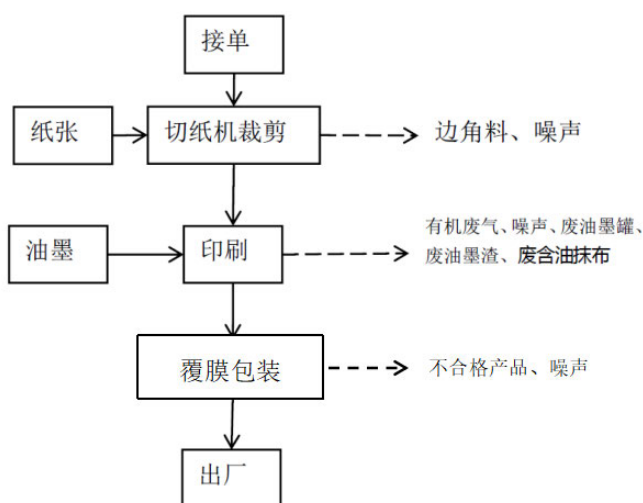 接单
纸张
切纸机裁剪
边角料、噪声
油墨
印刷
有机废气、噪声、废油墨罐、
废油墨渣、废含油抹布
覆膜包装
不合格产品、噪声
出厂